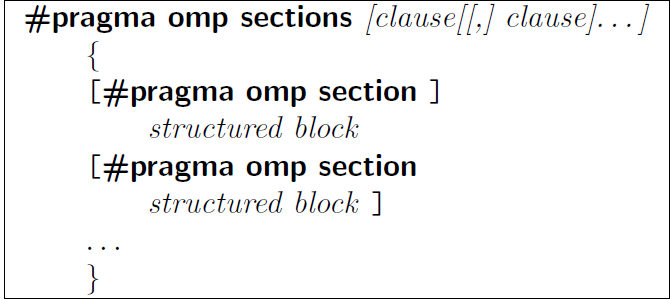 #pragma omp sections [clause[[,] clause]...]
{
[#pragma omp section ]
structured block
[#pragma omp section
structured block ]
...
}